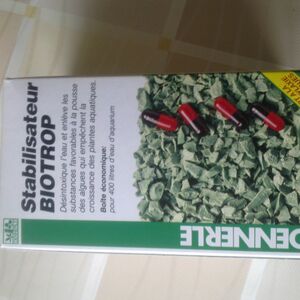 Stabilisateur
BIOTROP
Désintoxique l'eau et enlève les
substances favorables à la pousse
des algues qui empêchent la
croissance des plantes aquatiques.
Boîte économique:
pour 400 litres d'eau d'aquarium
DENNERLE